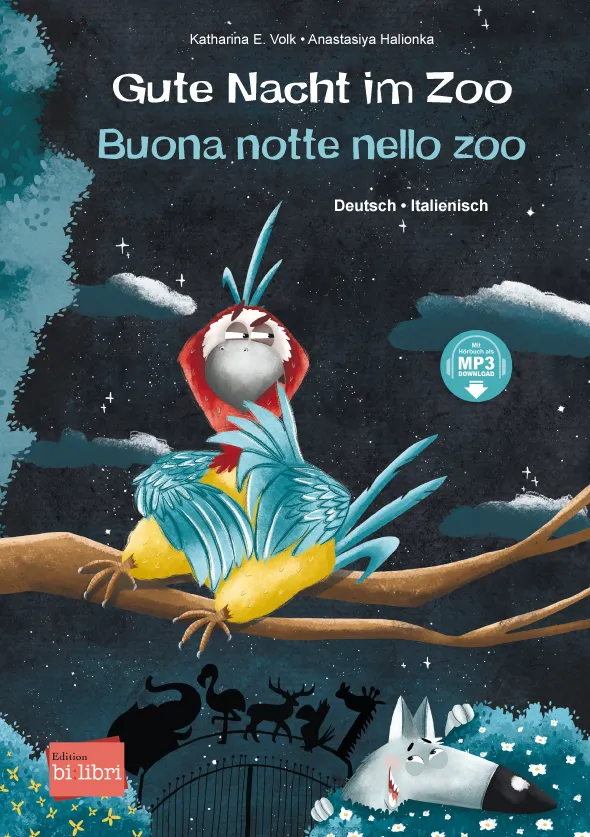 Katharina E. Volk • Anastasiya Halionka
Gute Nacht im Zoo
Buona notte nello zoo
Deutsch • Italienisch
Mit
Hörbuch als
MP3
DOWNLOAD
Edition
bi:libri